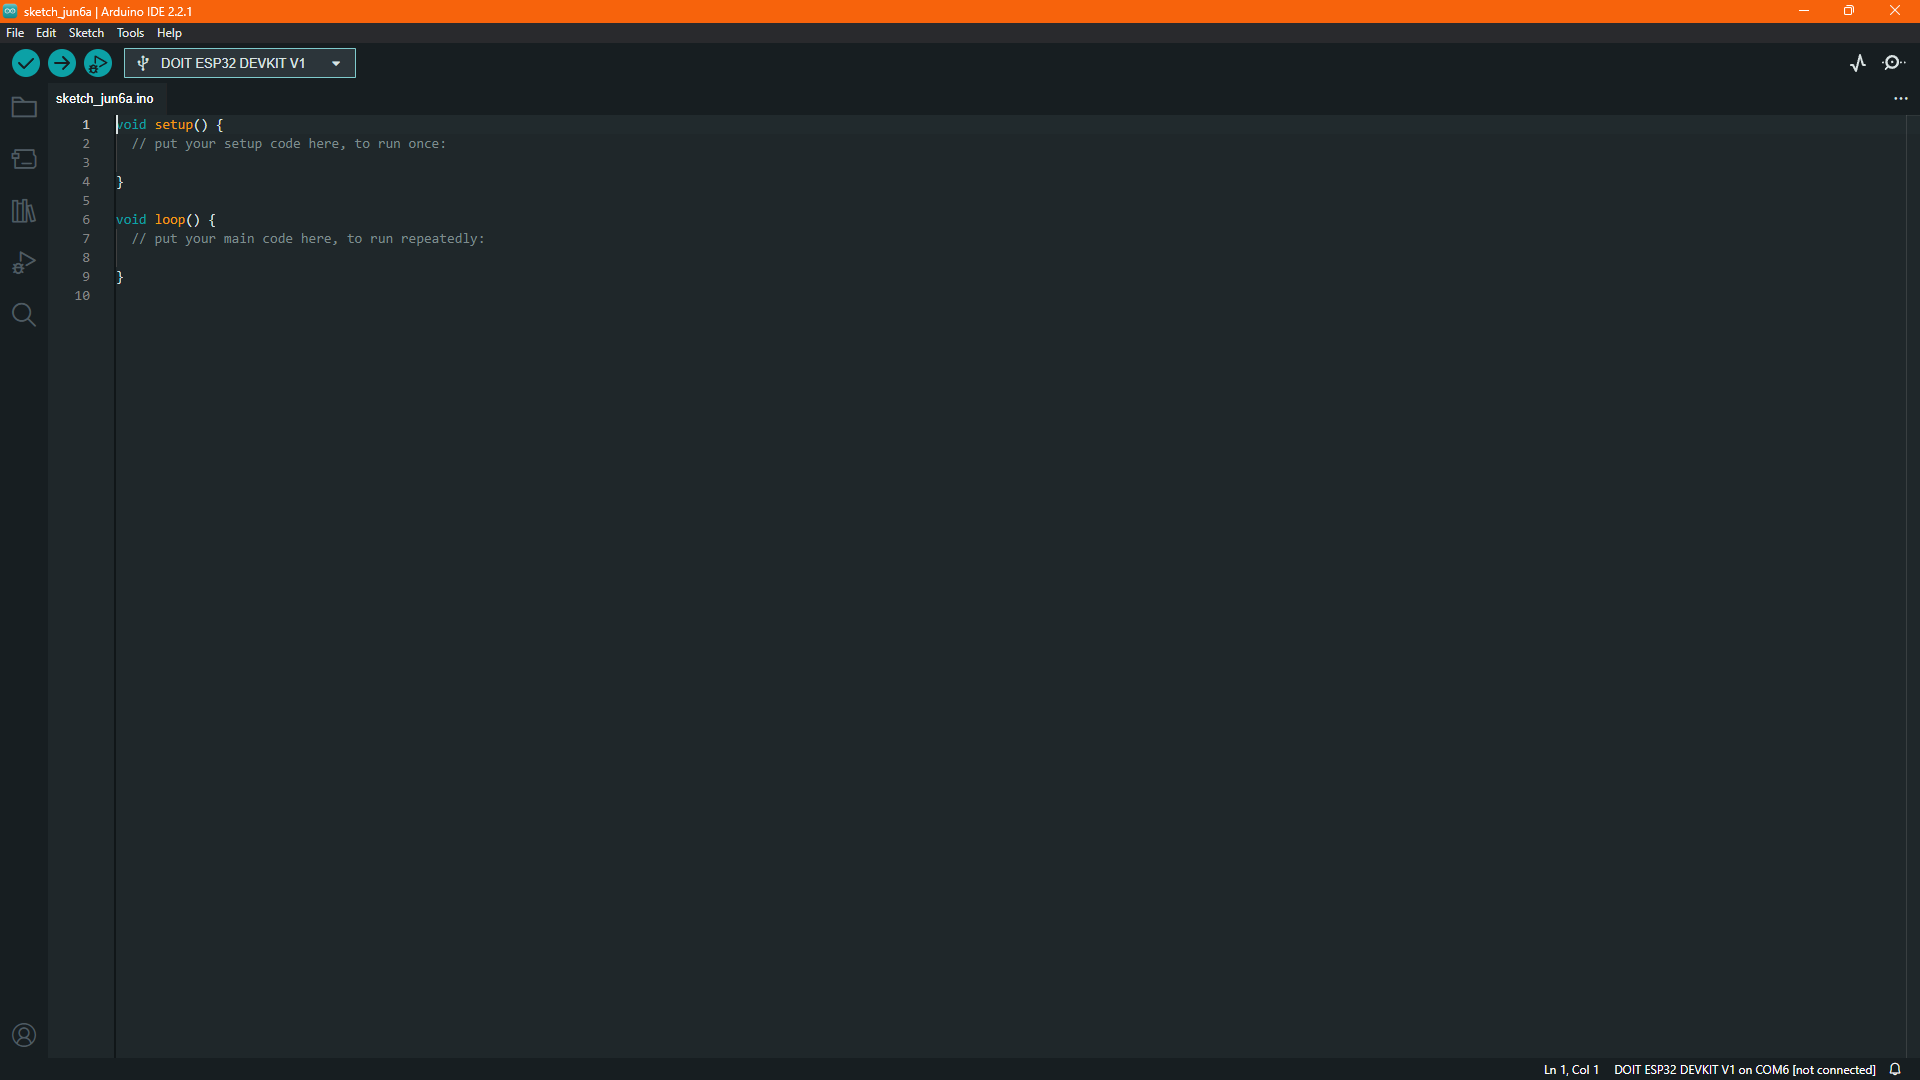 sketch_jun6a | Arduino IDE 2.2.1
File Edit Sketch Tools Help
DOIT ESP32 DEVKIT V1
sketch_jun6a.ino
1 void setup() {
2 // put your setup code here, to run once:
3
4 }
5
6 void loop() {
7 // put your main code here, to run repeatedly:
8
9 }
10
Ln 1, Col 1 DOIT ESP32 DEVKIT V1 on COM6 [not connected]